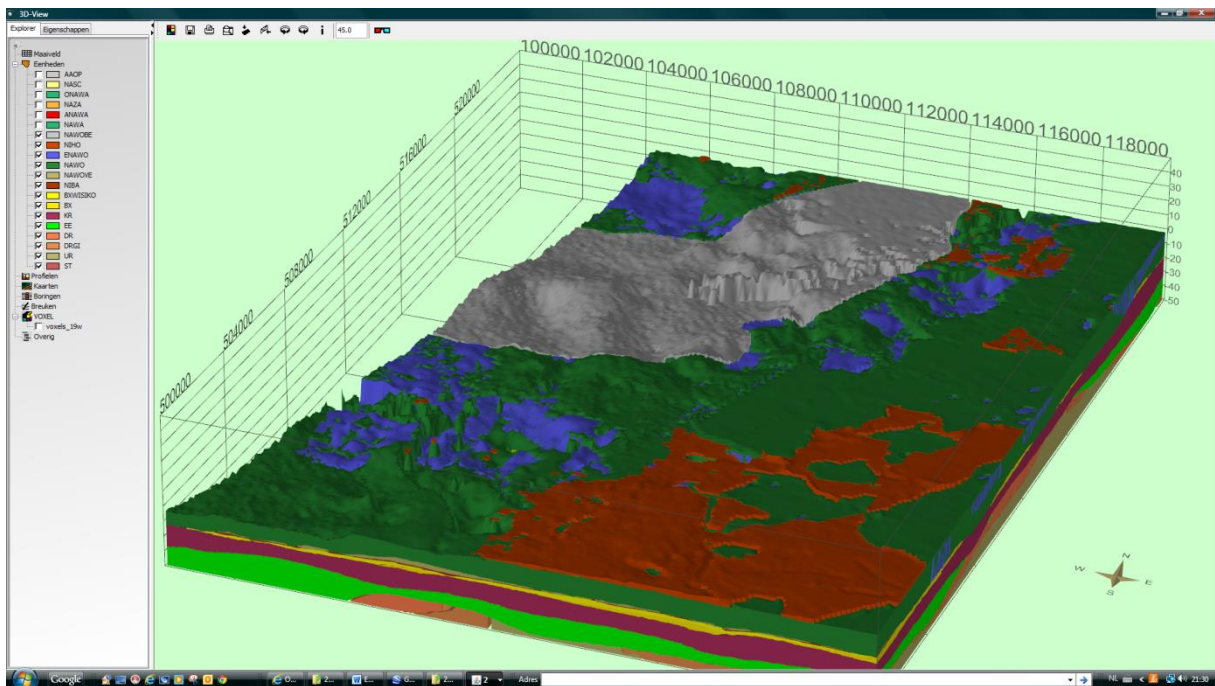 3D-View
Explorer Eigenschappen
45.0
Maaiveld
Eenheden
AAOP
NASC
ONAWA
NAZA
ANAWA
NAWA
NAWOBE
NIHO
ENAWO
NAWO
NAWOVE
NIBA
BXWISIKO
BX
KR
EE
DR
DRGI
UR
ST
Profielen
Kaarten
Boringen
Breuken
VOXEL
voxels_19w
Overig
100000 102000 104000 106000 108000 110000 112000 114000 116000 118000
520000
516000
512000
508000
504000
500000
40
30
20
10
0
-10
-20
-30
-40
-50
N
W E
S
Google O... 2... E... G... 2... 2 Adres NL 21:30